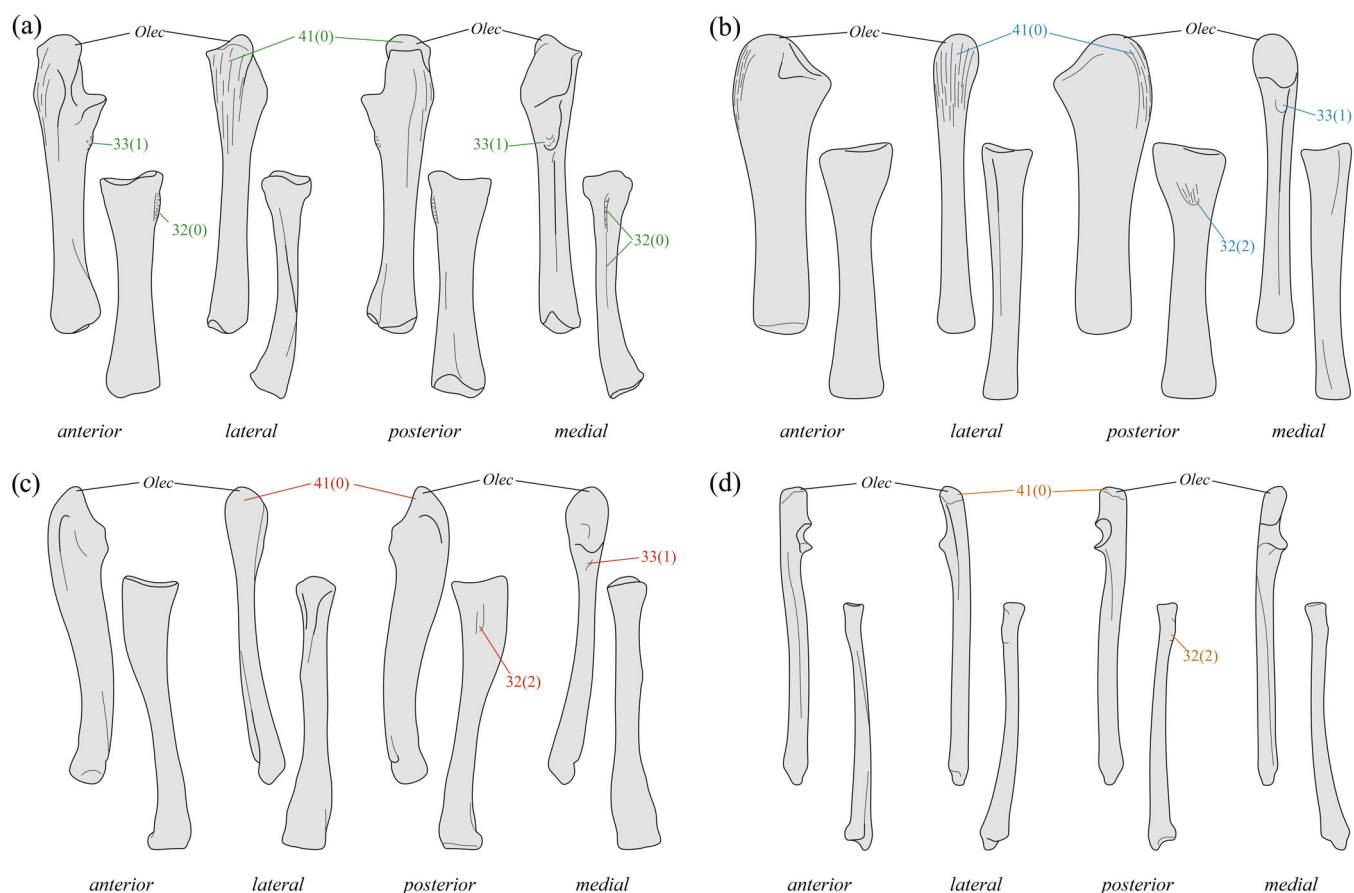 (a)
Olec
41(0)
Olec
33(1)
33(1)
32(0)
32(0)
anterior
lateral
posterior
medial
(b)
Olec
41(0)
Olec
33(1)
32(2)
anterior
lateral
posterior
medial
(c)
Olec
41(0)
Olec
33(1)
32(2)
anterior
lateral
posterior
medial
(d)
Olec
41(0)
Olec
32(2)
anterior
lateral
posterior
medial